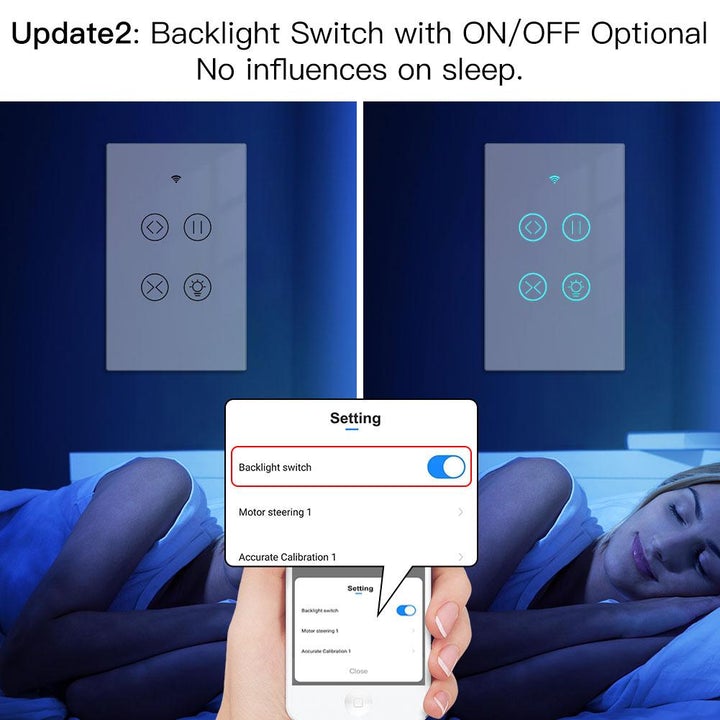 Update2: Backlight Switch with ON/OFF Optional
No influences on sleep.
Setting
Backlight switch
Motor steering 1
Accurate Calibration 1
Setting
Backlight switch
Motor steering 1
Accurate Calibration 1
Close